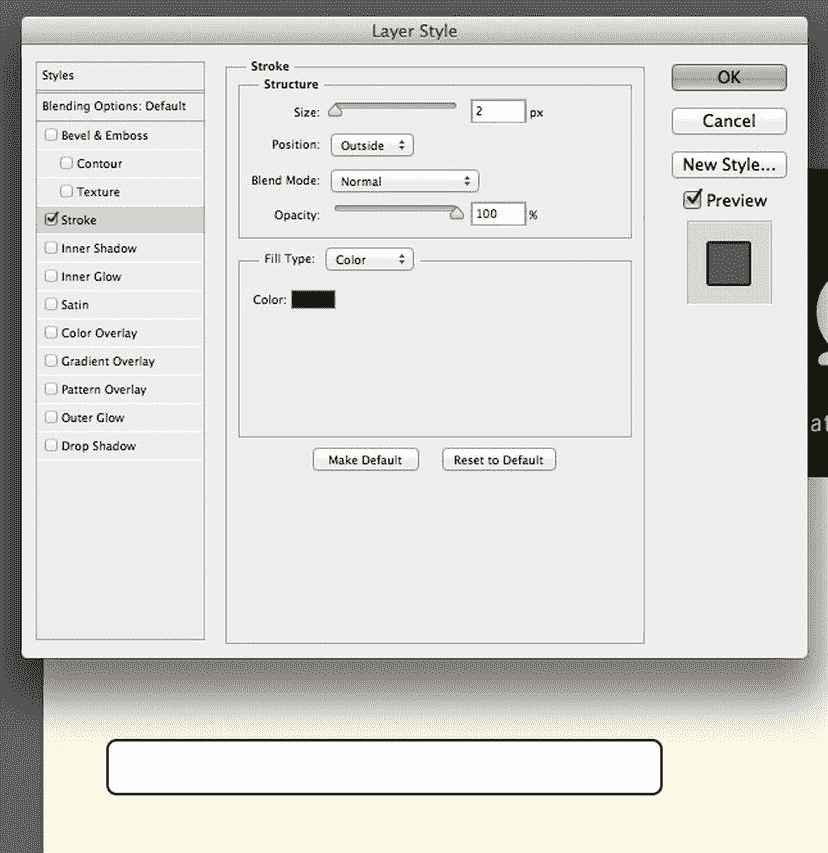 Layer Style
Styles
Blending Options: Default
Bevel & Emboss
Contour
Texture
Stroke
Inner Shadow
Inner Glow
Satin
Color Overlay
Gradient Overlay
Pattern Overlay
Outer Glow
Drop Shadow
Stroke
Structure
Size: 2 px
Position: Outside
Blend Mode: Normal
Opacity: 100 %
Fill Type: Color
Color:
Make Default
Reset to Default
OK
Cancel
New Style...
Preview